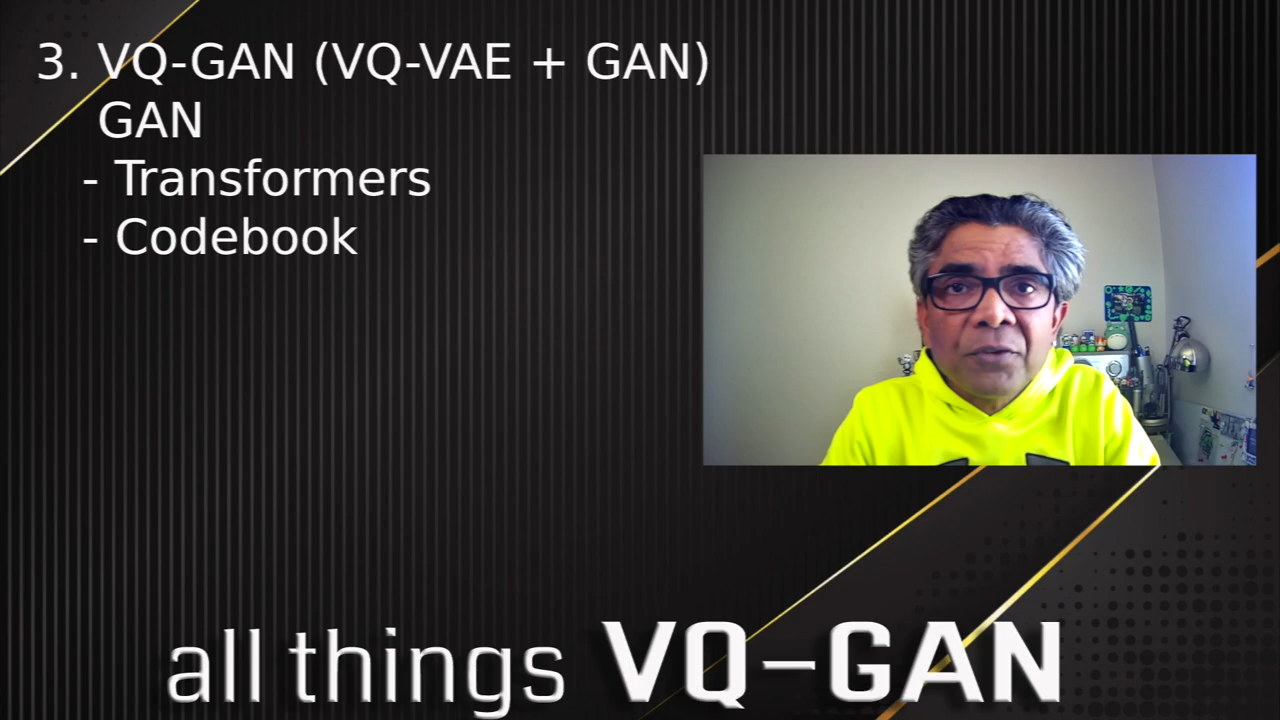 3. VQ-GAN (VQ-VAE + GAN)
GAN
- Transformers
- Codebook
all things VQ-GAN